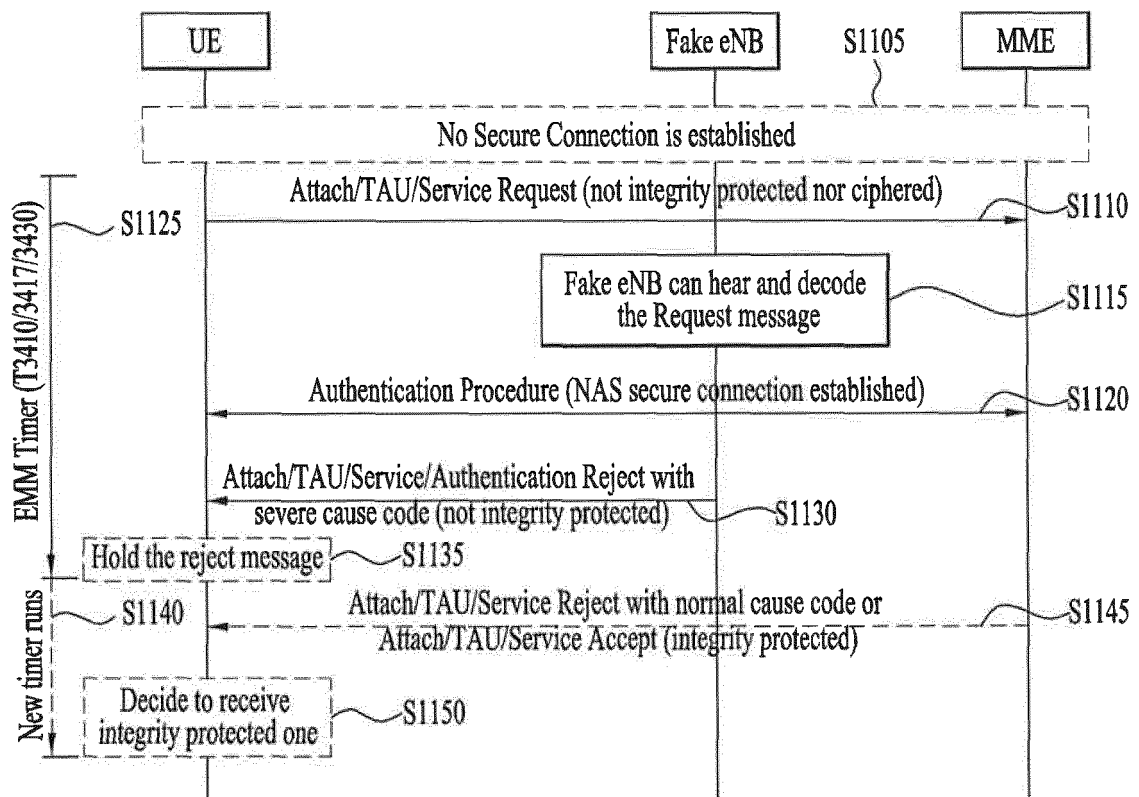 UE
Fake eNB
S1105
MME
No Secure Connection is established
Attach/TAU/Service Request (not integrity protected nor ciphered)
S1110
S1125
Fake eNB can hear and decode
the Request message
S1115
EMM Timer (T3410/3417/3430)
Authentication Procedure (NAS secure connection established)
S1120
Attach/TAU/Service/Authentication Reject with
severe cause code (not integrity protected)
S1130
Hold the reject message
S1135
New timer runs
S1140
Attach/TAU/Service Reject with normal cause code or
Attach/TAU/Service Accept (integrity protected)
S1145
Decide to receive
integrity protected one
S1150